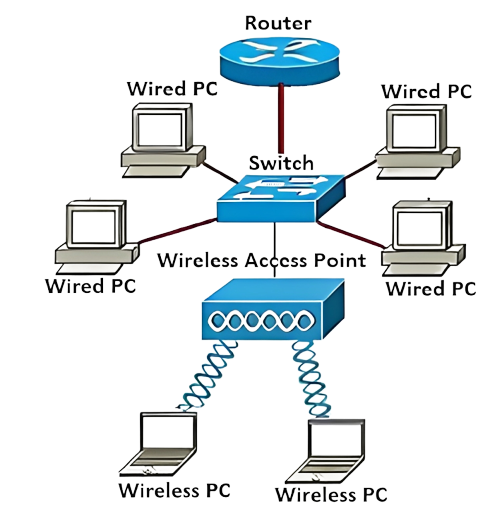 Router
Wired PC
Wired PC
Switch
Wireless Access Point
Wired PC
Wired PC
Wireless PC
Wireless PC